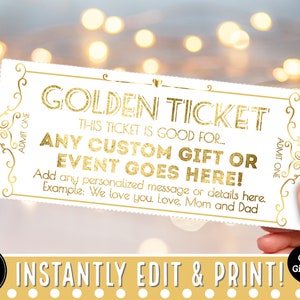 GOLDEN TICKET
THIS TICKET IS GOOD FOR...
ANY CUSTOM GIFT OR
EVENT GOES HERE!
Add any personalized message or details here.
Example: We love you. Love, Mom and Dad
ADMIT ONE
ADMIT ONE
INSTANTLY EDIT & PRINT!